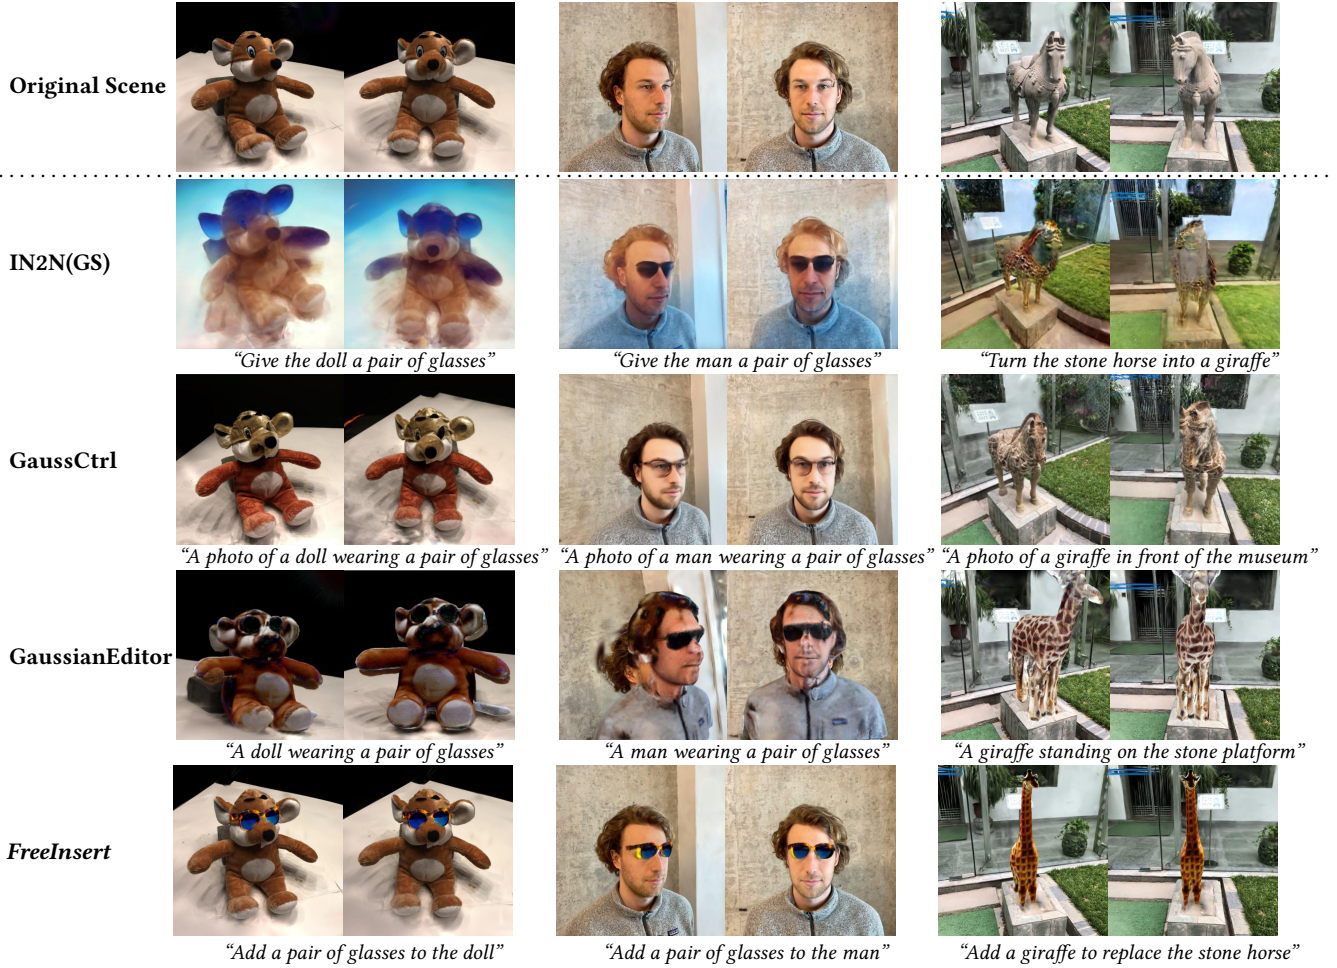 Original Scene
IN2N(GS)
“Give the doll a pair of glasses”
“Give the man a pair of glasses”
“Turn the stone horse into a giraffe”
GaussCtrl
“A photo of a doll wearing a pair of glasses”
“A photo of a man wearing a pair of glasses”
“A photo of a giraffe in front of the museum”
GaussianEditor
“A doll wearing a pair of glasses”
“A man wearing a pair of glasses”
“A giraffe standing on the stone platform”
FreeInsert
“Add a pair of glasses to the doll”
“Add a pair of glasses to the man”
“Add a giraffe to replace the stone horse”